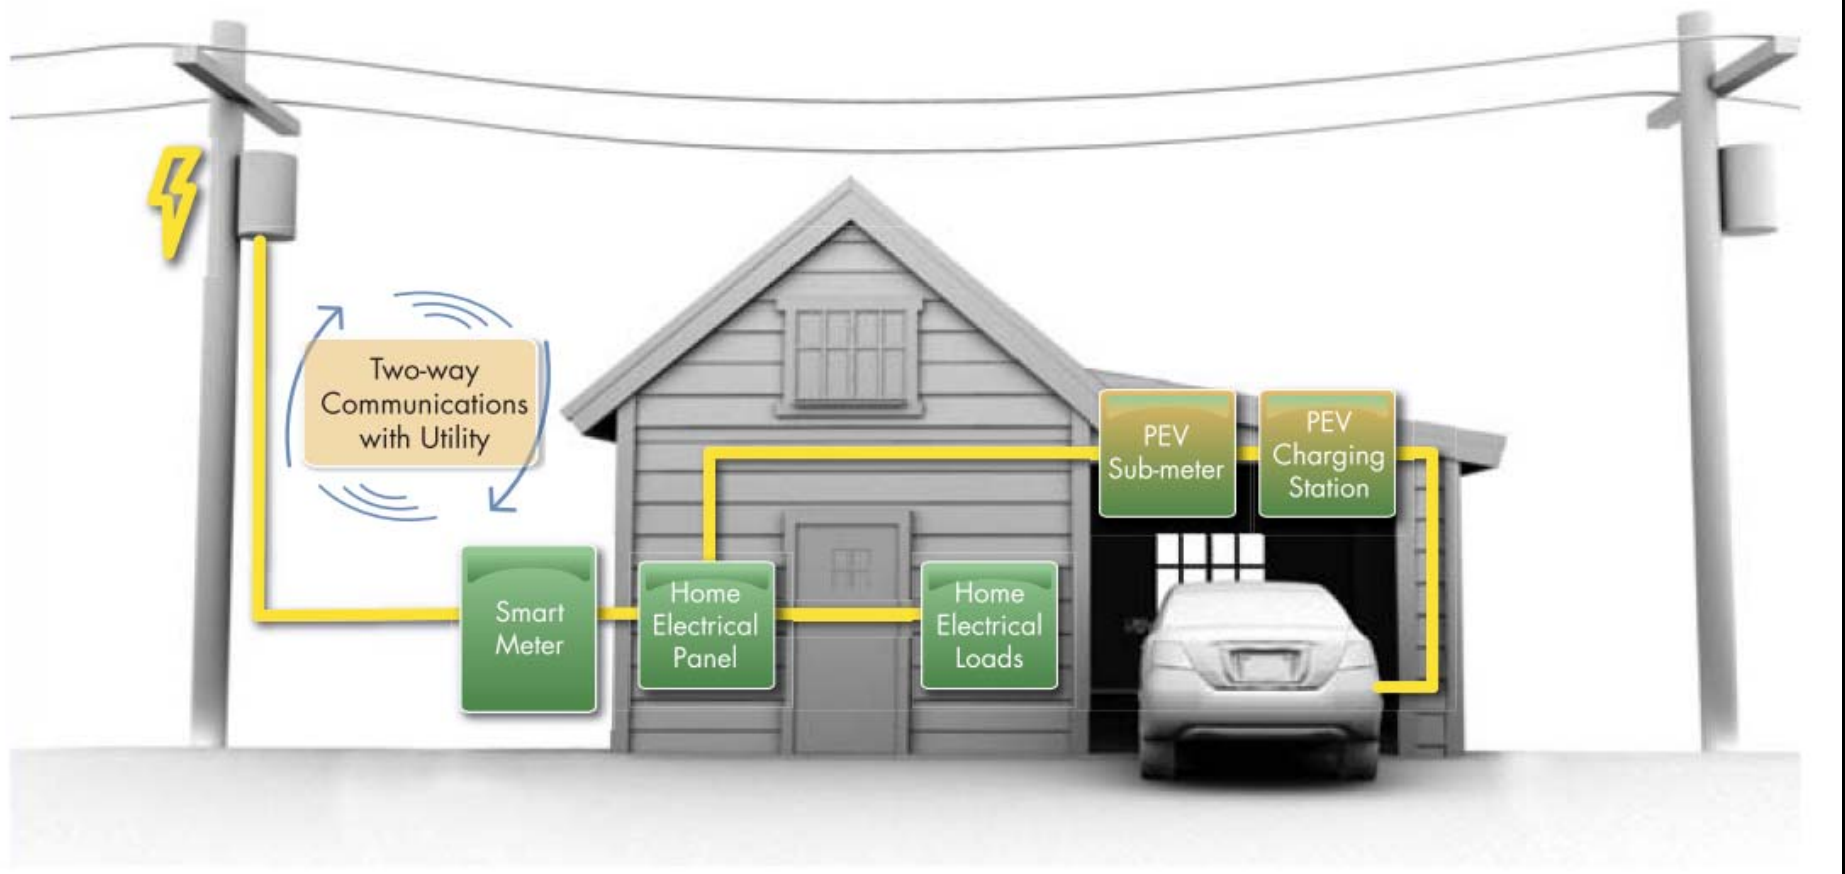 Two-way
Communications
with Utility
PEV
Sub-meter
PEV
Charging
Station
Smart
Meter
Home
Electrical
Panel
Home
Electrical
Loads